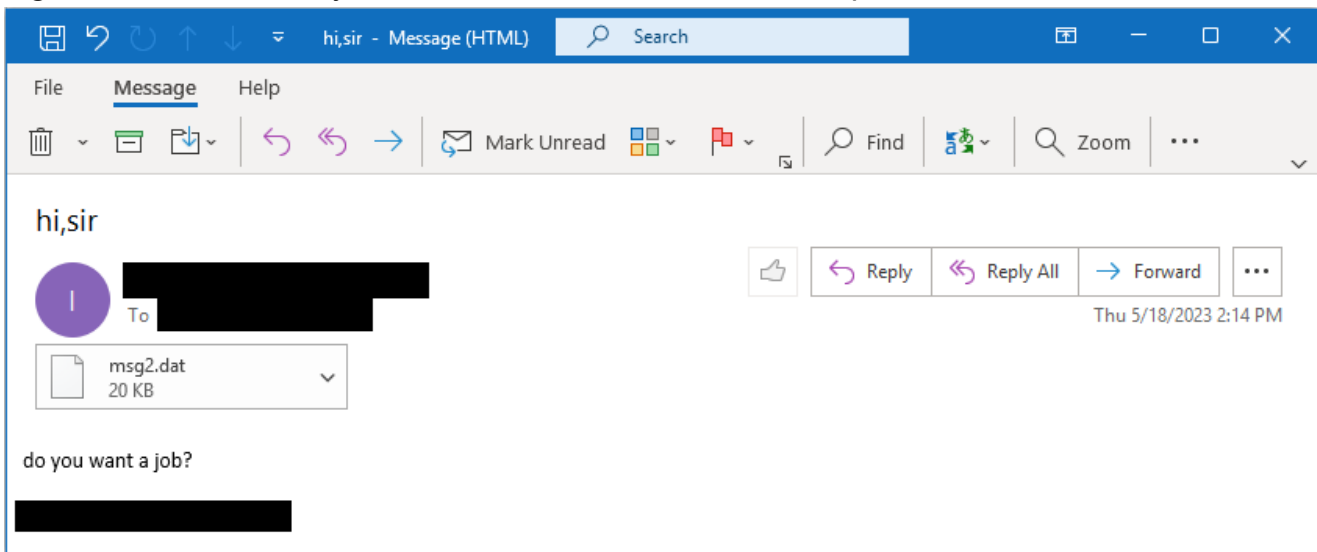 hi,sir - Message (HTML) Search
File Message Help
Mark Unread Find Zoom
hi,sir
I
Reply Reply All Forward
To
Thu 5/18/2023 2:14 PM
msg2.dat
20 KB
do you want a job?